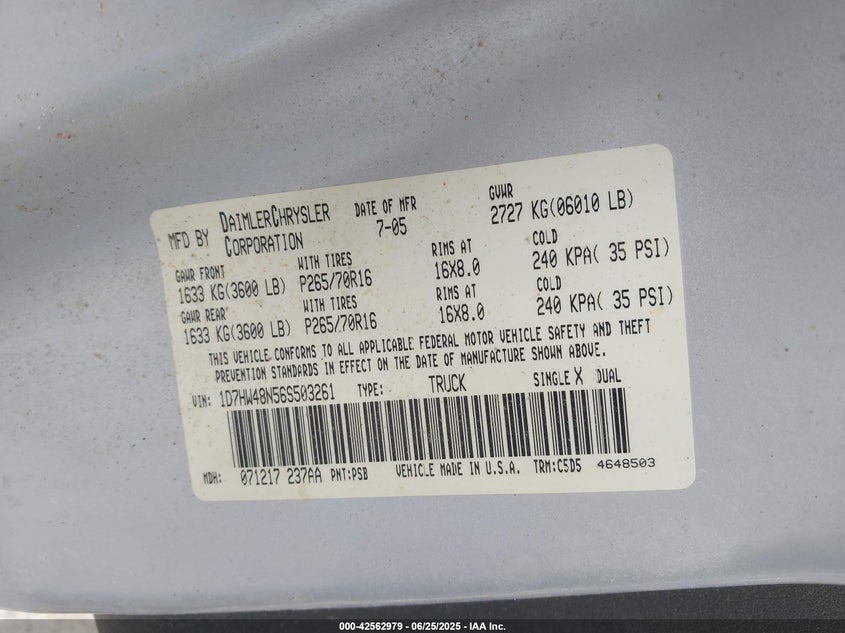 MFD BY DAIMLERCHRYSLER CORPORATION
DATE OF MFR 7-05
GVWR 2727 KG(06010 LB)
GAWR FRONT WITH TIRES RIMS AT COLD
1633 KG(3600 LB) P265/70R16 16X8.0 240 KPA( 35 PSI)
GAWR REAR WITH TIRES RIMS AT COLD
1633 KG(3600 LB) P265/70R16 16X8.0 240 KPA( 35 PSI)
THIS VEHICLE CONFORMS TO ALL APPLICABLE FEDERAL MOTOR VEHICLE SAFETY AND THEFT
PREVENTION STANDARDS IN EFFECT ON THE DATE OF MANUFACTURE SHOWN ABOVE.
VIN: 1D7HW48N56S503261 TYPE: TRUCK SINGLE X DUAL
MDH: 071217 237AA PNT:PSB VEHICLE MADE IN U.S.A. TRM:C5D5 4648503
000-42562979 - 06/25/2025 - IAA Inc.